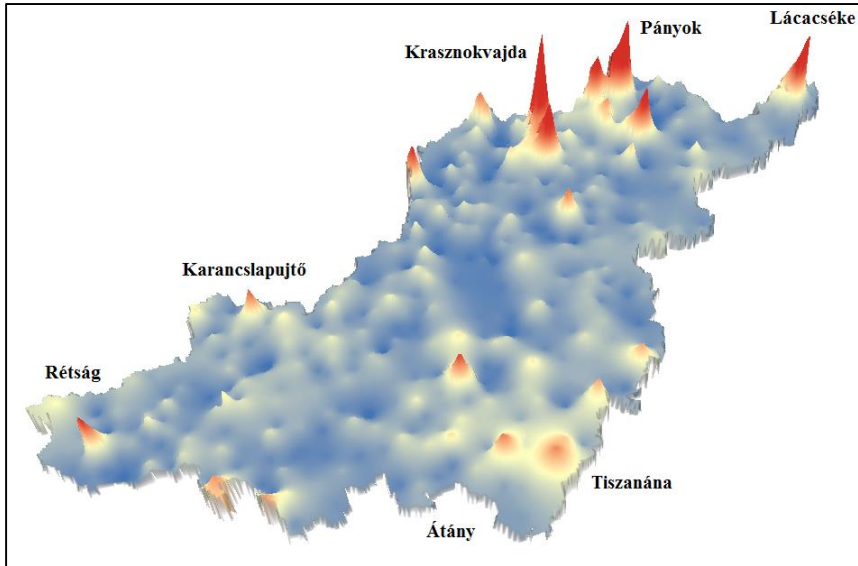 Lácacséke
Pányok
Krasznokvajda
Karancslapujtő
Rétság
Tiszanána
Átány